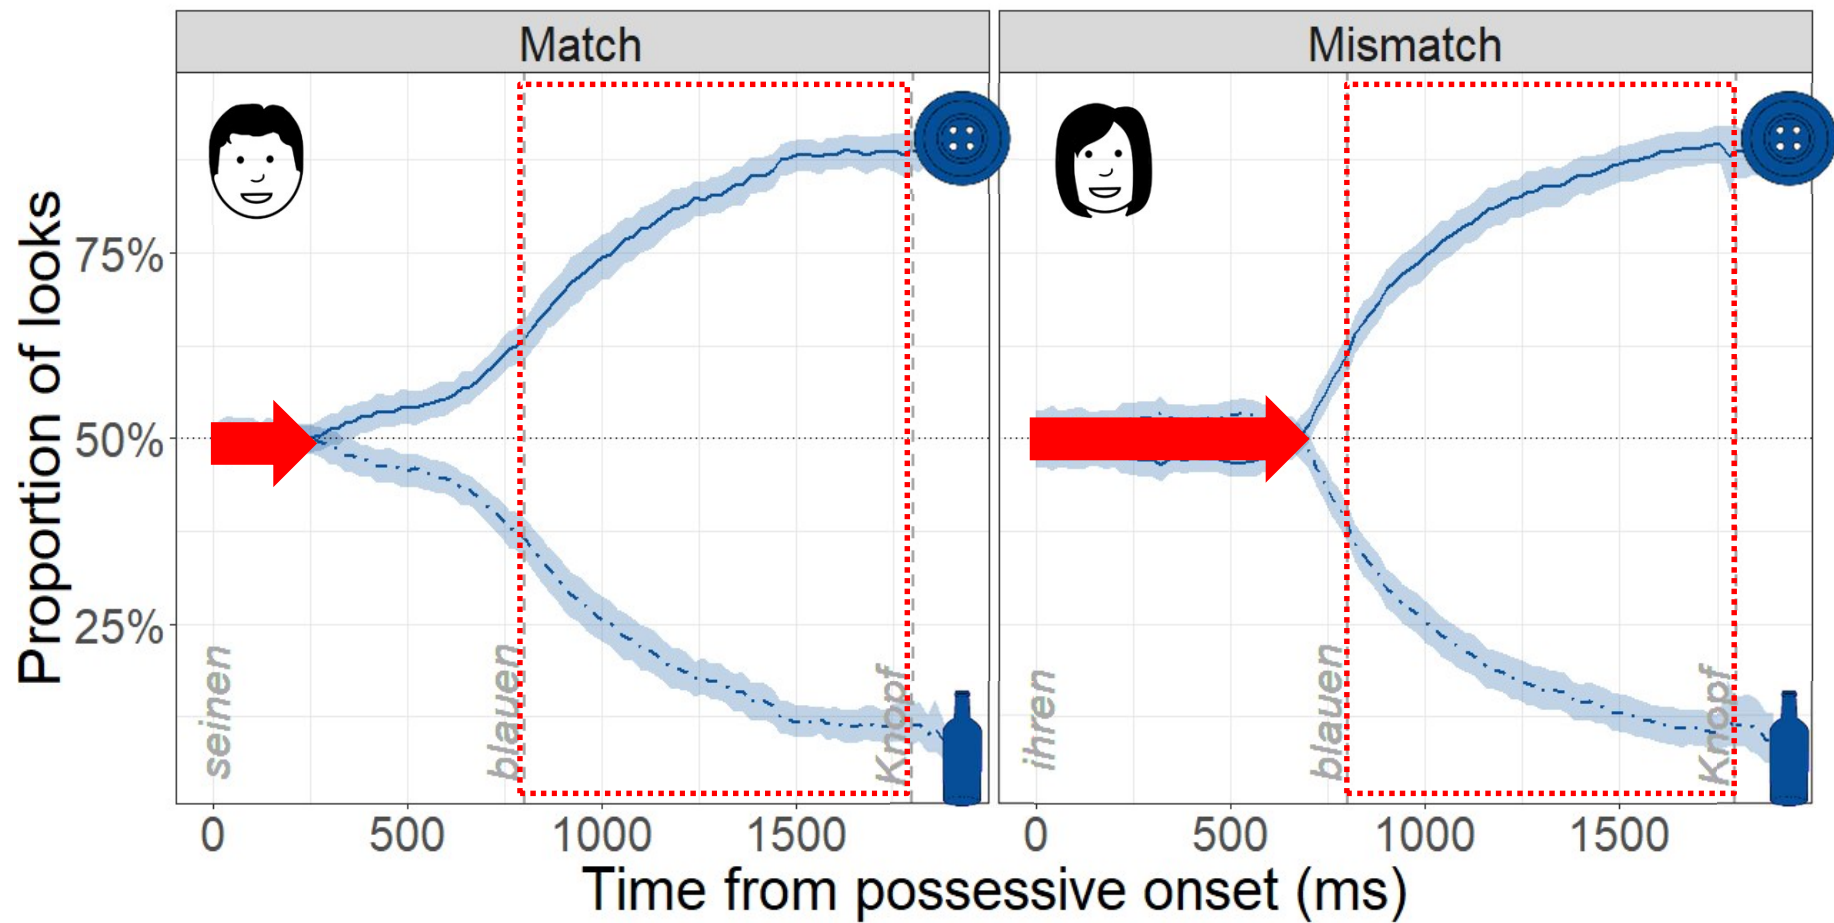 Match
Mismatch
Proportion of looks
75%
50%
25%
seinen
blauen
Knopf
ihren
blauen
Knopf
0
500
1000
1500
0
500
1000
1500
Time from possessive onset (ms)